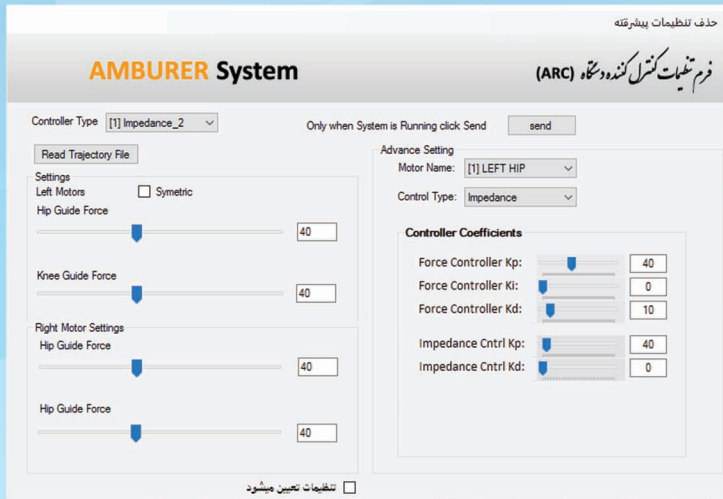 حذف تنظیمات پیشرفته
AMBURER System
فرم تنظیمات کنترل کننده دستگاه (ARC)
Controller Type [1] Impedance_2
Only when System is Running click Send send
Read Trajectory File
Settings
Left Motors Symetric
Hip Guide Force
40
Knee Guide Force
40
Right Motor Settings
Hip Guide Force
40
Hip Guide Force
40
تنظیمات تعیین میشود
Advance Setting
Motor Name: [1] LEFT HIP
Control Type: Impedance
Controller Coefficients
Force Controller Kp: 40
Force Controller Ki: 0
Force Controller Kd: 10
Impedance Cntrl Kp: 40
Impedance Cntrl Kd: 0